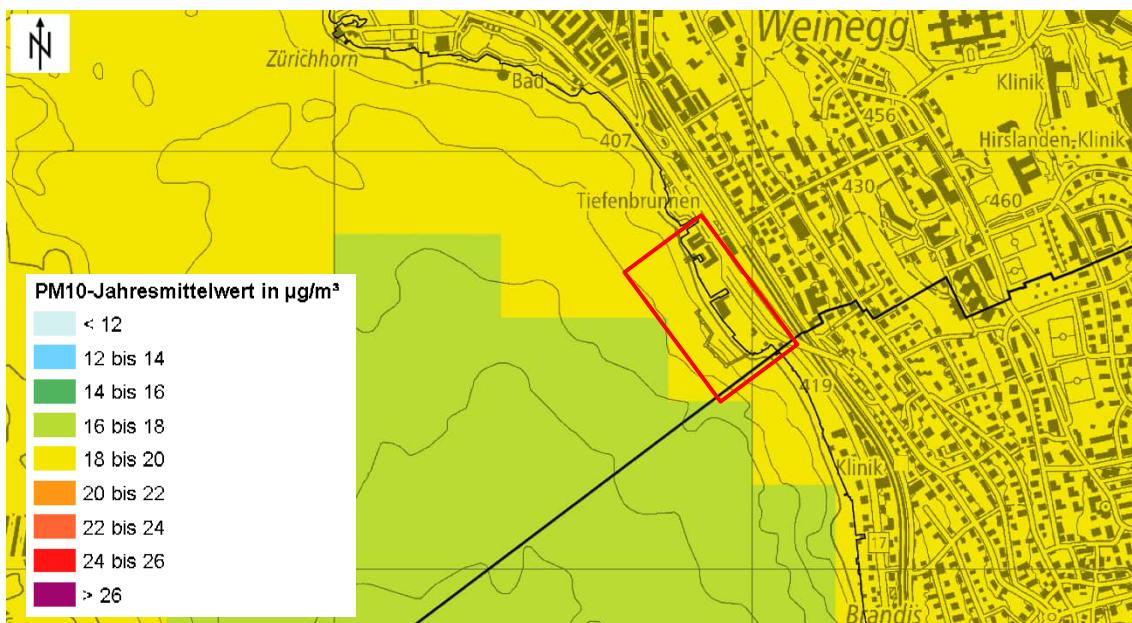 N
Weinegg
Zürichhorn
Bad
Klinik
456
407
Hirslanden-Klinik
430
Tiefenbrunnen
460
PM10-Jahresmittelwert in µg/m³
< 12
12 bis 14
14 bis 16
16 bis 18
18 bis 20
20 bis 22
22 bis 24
24 bis 26
> 26
419
Klinik
17
Brandis